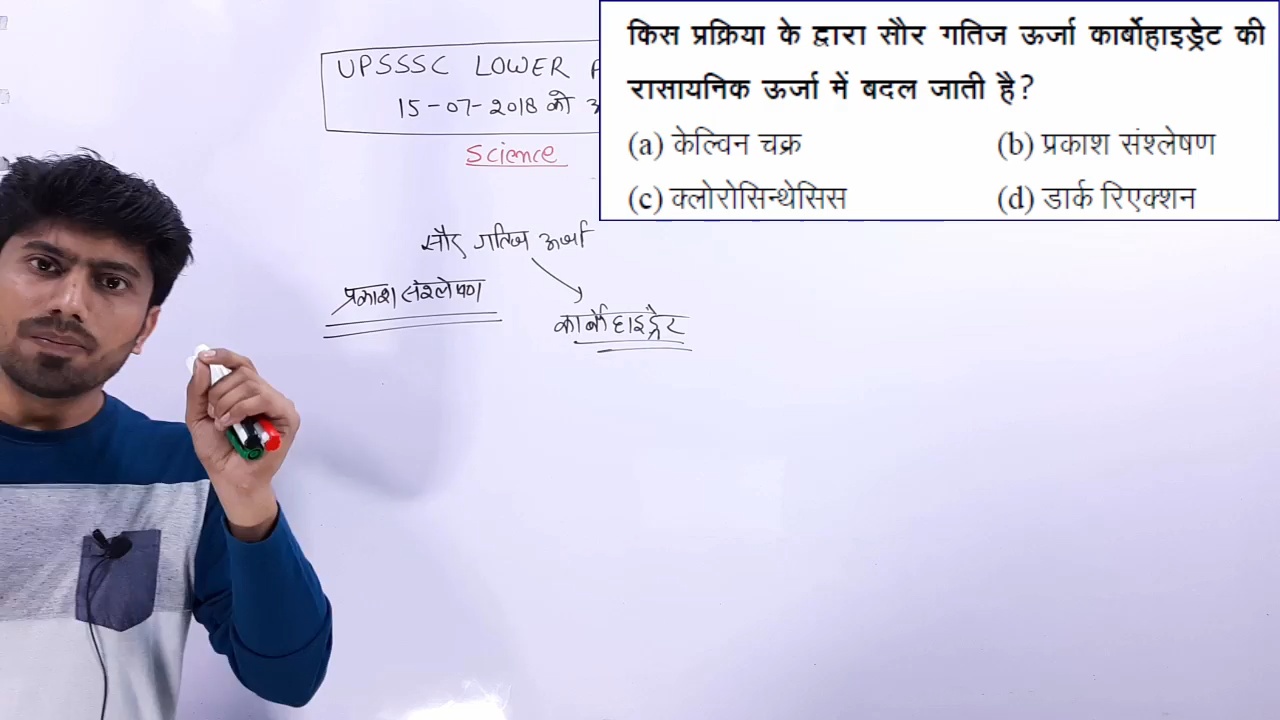 UPSSSC LOWER
15-07-2018 को
Science
किस प्रक्रिया के द्वारा सौर गतिज ऊर्जा कार्बोहाइड्रेट की
रासायनिक ऊर्जा में बदल जाती है?
(a) केल्विन चक्र (b) प्रकाश संश्लेषण
(c) क्लोरोसिन्थेसिस (d) डार्क रिएक्शन
सौर गतिज ऊर्जा
प्रकाश संश्लेषण
कार्बोहाइड्रेट